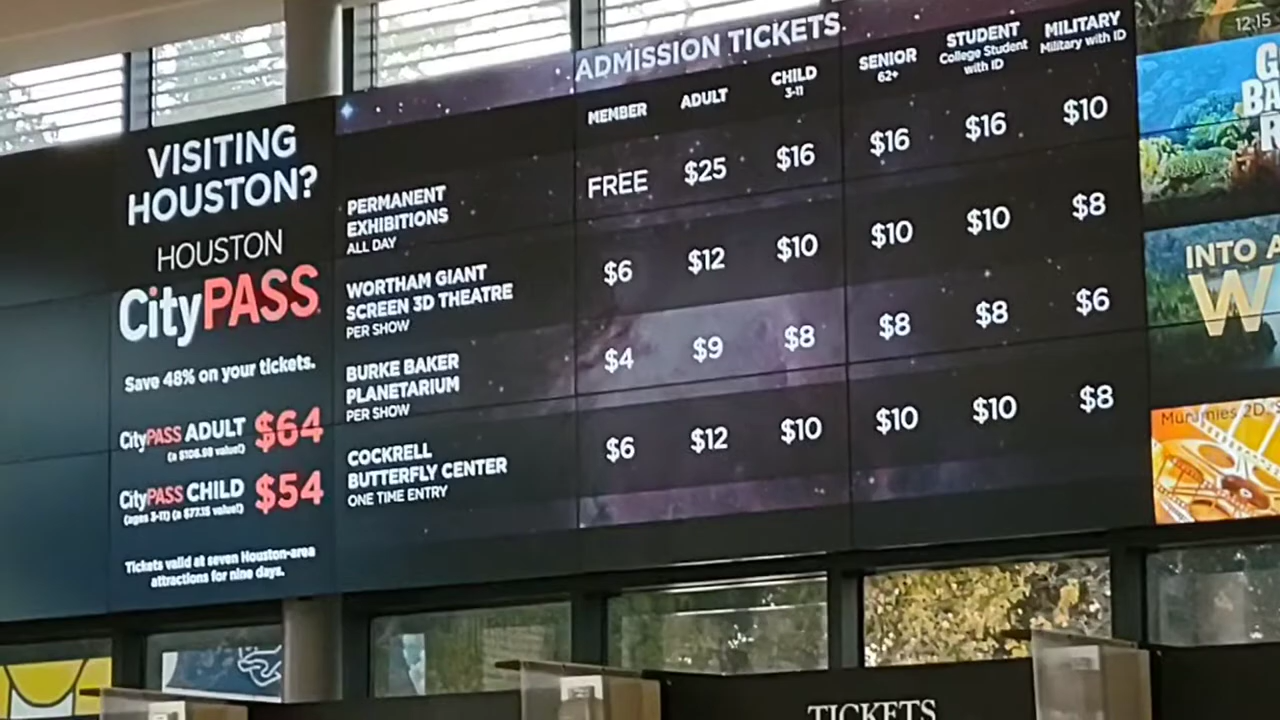 VISITING
HOUSTON?
HOUSTON
CityPASS
Save 48% on your tickets.
CityPASS ADULT $64
CityPASS CHILD $54
Tickets valid at seven Houston-area
attractions for nine days.
ADMISSION TICKETS
MEMBER ADULT CHILD 3-11 SENIOR 62+ STUDENT College Student with ID MILITARY Military with ID
PERMANENT
EXHIBITIONS
ALL DAY
FREE $25 $16 $16 $16 $10
WORTHAM GIANT
SCREEN 3D THEATRE
PER SHOW
$6 $12 $10 $10 $10 $8
BURKE BAKER
PLANETARIUM
PER SHOW
$4 $9 $8 $8 $8 $6
COCKRELL
BUTTERFLY CENTER
ONE TIME ENTRY
$6 $12 $10 $10 $10 $8
12:15
INTO
W
Mummies 2D
TICKETS